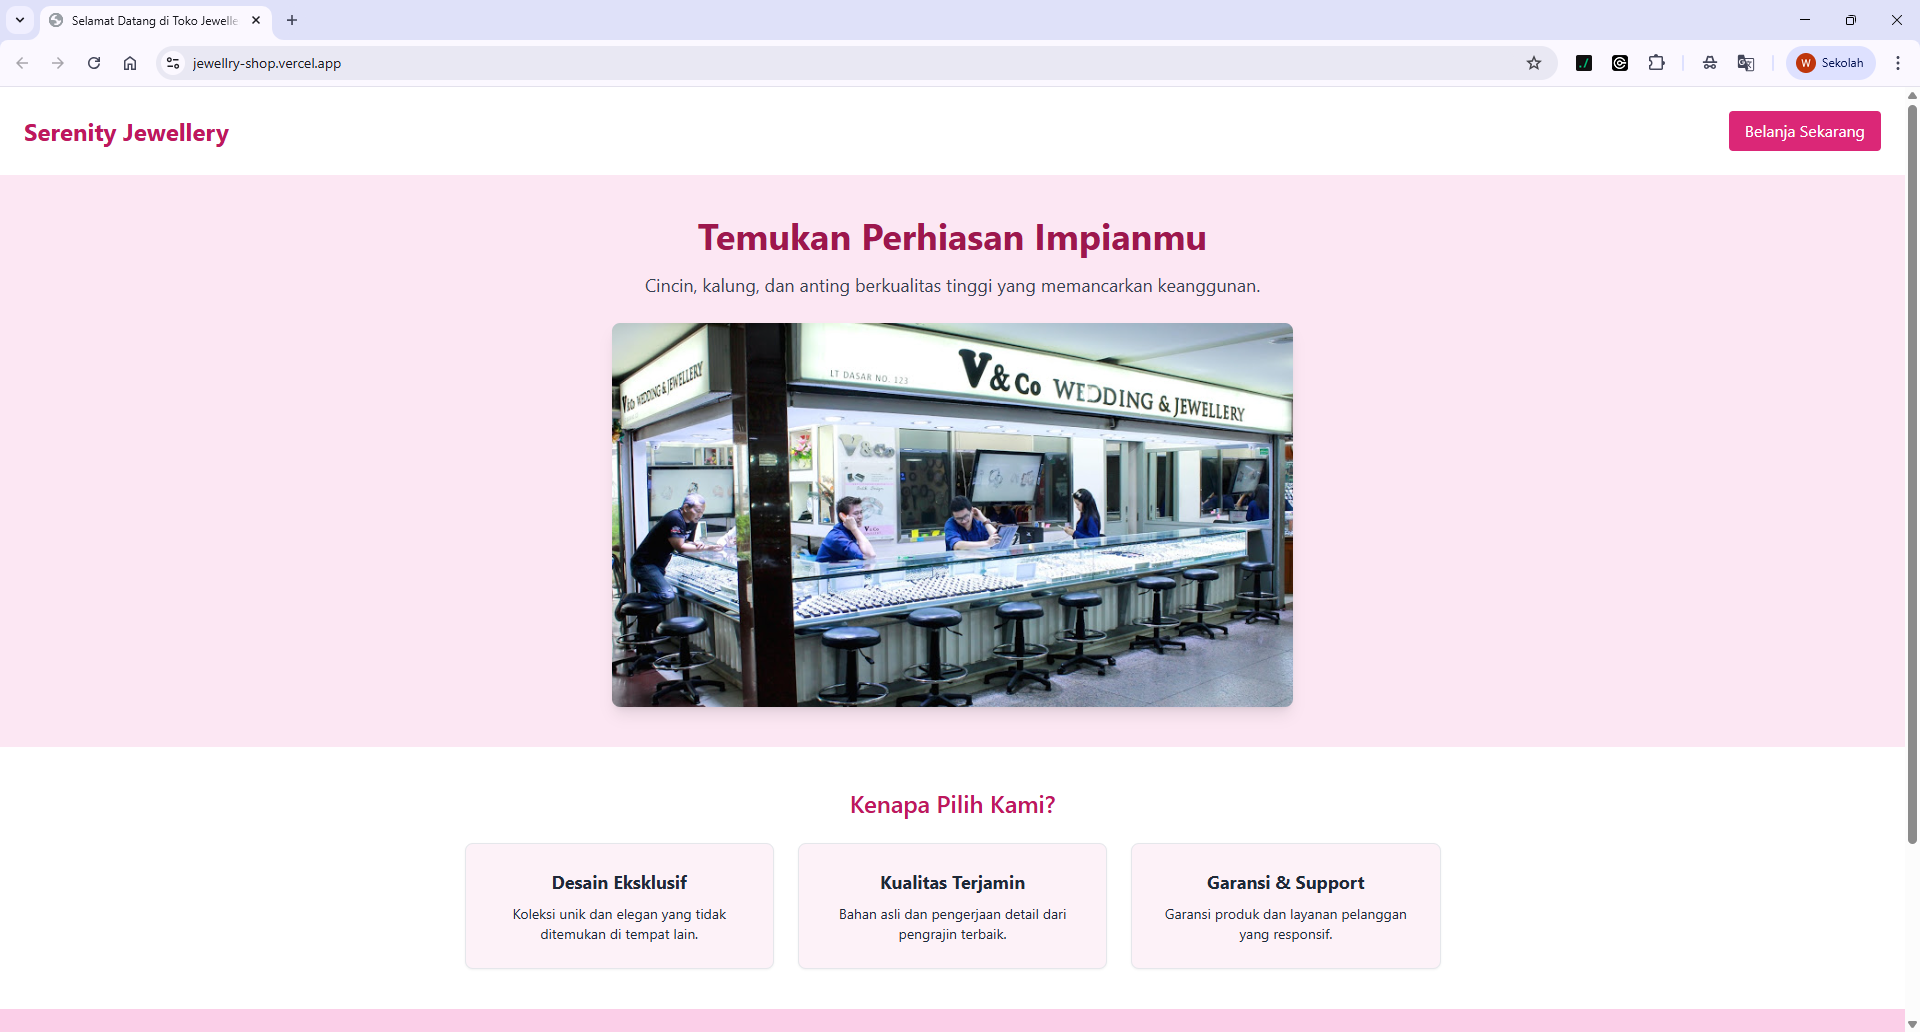 Selamat Datang di Toko Jewelle
jewellry-shop.vercel.app
W Sekolah
Serenity Jewellery
Belanja Sekarang
Temukan Perhiasan Impianmu
Cincin, kalung, dan anting berkualitas tinggi yang memancarkan keanggunan.
V&Co WEDDING & JEWELLERY
LT DASAR NO. 123
V&Co WEDDING & JEWELLERY
V&Co
V&Co
Kenapa Pilih Kami?
Desain Eksklusif
Koleksi unik dan elegan yang tidak
ditemukan di tempat lain.
Kualitas Terjamin
Bahan asli dan pengerjaan detail dari
pengrajin terbaik.
Garansi & Support
Garansi produk dan layanan pelanggan
yang responsif.